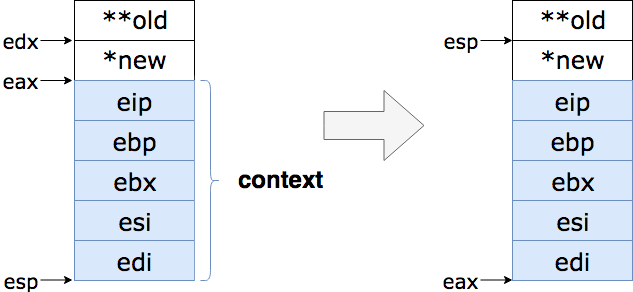 **old
edx
*new
eax
eip
ebp
ebx
context
esi
edi
esp
**old
esp
*new
eip
ebp
ebx
esi
edi
eax